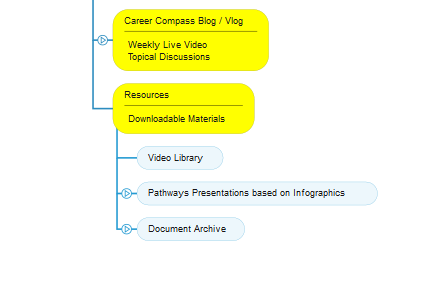 Career Compass Blog / Vlog
Weekly Live Video
Topical Discussions
Resources
Downloadable Materials
Video Library
Pathways Presentations based on Infographics
Document Archive